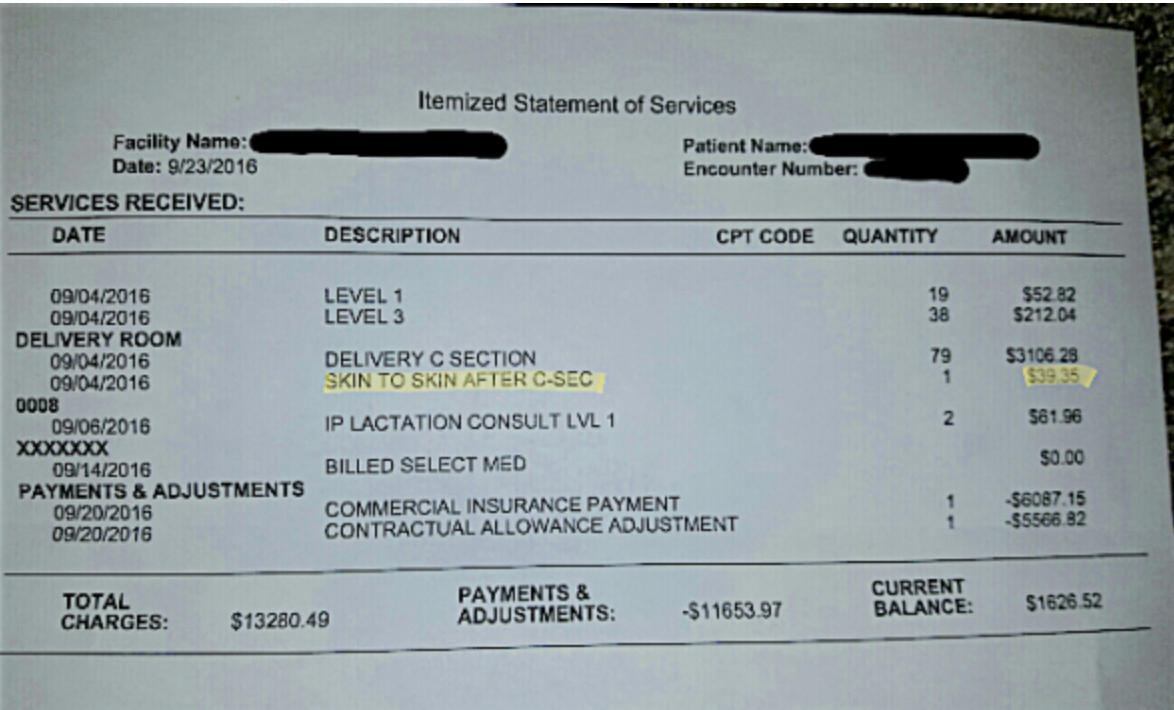 Itemized Statement of Services
Facility Name:
Patient Name:
Date: 9/23/2016
Encounter Number:
SERVICES RECEIVED:
DATE DESCRIPTION CPT CODE QUANTITY AMOUNT
09/04/2016 LEVEL 1 19 $52.82
09/04/2016 LEVEL 3 38 $212.04
DELIVERY ROOM
09/04/2016 DELIVERY C SECTION 79 $3106.28
09/04/2016 SKIN TO SKIN AFTER C-SEC 1 $39.35
0008
09/06/2016 IP LACTATION CONSULT LVL 1 2 $61.96
XXXXXXX
09/14/2016 BILLED SELECT MED $0.00
PAYMENTS & ADJUSTMENTS
09/20/2016 COMMERCIAL INSURANCE PAYMENT 1 -$6087.15
09/20/2016 CONTRACTUAL ALLOWANCE ADJUSTMENT 1 -$5566.82
TOTAL CHARGES: $13280.49
PAYMENTS & ADJUSTMENTS: -$11653.97
CURRENT BALANCE: $1626.52